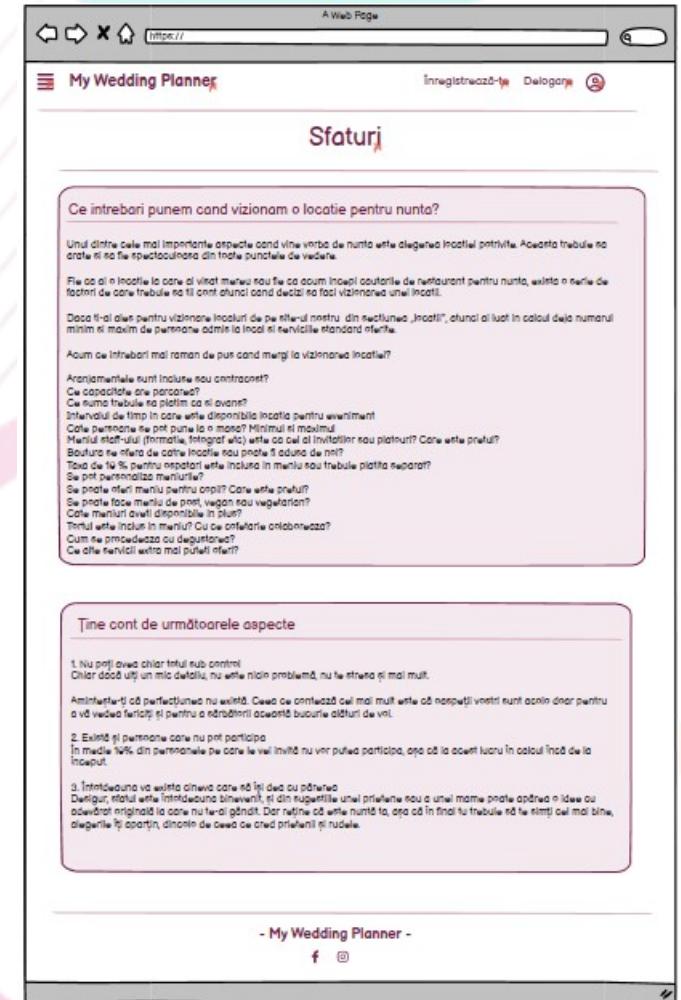 A Web Page
https://
My Wedding Planner
Înregistrează-te Delogare
Sfaturi
Ce intrebari punem cand vizionam o locatie pentru nunta?
Unul dintre cele mai importante aspecte cand vine vorba de nunta este alegerea locatiei potrivite. Aceasta trebuie sa
arate si sa fie spectaculoasa din toate punctele de vedere.
Fie ca ai o locatie la care ai visat mereu sau fie ca acum incepi cautarile de restaurant pentru nunta, exista o serie de
factori de care trebuie sa tii cont atunci cand decizi sa faci vizionarea unei locatii.
Daca ti-ai ales pentru vizionare localuri de pe site-ul nostru din sectiunea „locatii”, atunci ai luat in calcul deja numarul
minim si maxim de persoane admis la local si serviciile standard oferite.
Acum ce intrebari mai raman de pus cand mergi la vizionarea locatiei?
Aranjamentele sunt incluse sau contracost?
Ce capacitate are parcarea?
Ce suma trebuie sa platim ca si avans?
Intervalul de timp in care este disponibila locatia pentru eveniment
Cate persoane se pot pune la o masa? Minimul si maximul
Meniul staff-ului (formatie, fotograf etc) este ca cel al invitatilor sau platouri? Care este pretul?
Bautura se ofera de catre locatie sau poate fi adusa de noi?
Taxa de 10 % pentru ospatari este inclusa in meniu sau trebuie platita separat?
Se pot personaliza meniurile?
Se poate oferi meniu pentru copii? Care este pretul?
Se poate face meniu de post, vegan sau vegetarian?
Cate meniuri aveti disponibile in plus?
Tortul este inclus in meniu? Cu ce cofetarie colaboreaza?
Cum se procedeaza cu degustarea?
Ce alte servicii extra mai puteti oferi?
Ține cont de următoarele aspecte
1. Nu poți avea chiar totul sub control
Chiar dacă uiți un mic detaliu, nu este nicio problemă, nu te stresa și mai mult.
Amintește-ți că perfecțiunea nu există. Ceea ce contează cel mai mult este că oaspeții vostri sunt acolo doar pentru
a vă vedea fericiți și pentru a sărbătorii această bucurie alături de voi.
2. Există și persoane care nu pot participa
În medie 10% din persoanele pe care le vei invită nu vor putea participa, așa că ia acest lucru în calcul încă de la
început.
3. Întotdeauna va exista cineva care să își dea cu părerea
Desigur, sfatul este întotdeauna binevenit, și din sugestiile unei prietene sau a unei mame poate apărea o idee cu
adevărat originală la care nu te-ai gândit. Dar reține că este nuntă ta, așa că în final tu trebuie să te simți cel mai bine,
alegerile îți aparțin, dincolo de ceea ce cred prietenii și rudele.
- My Wedding Planner -